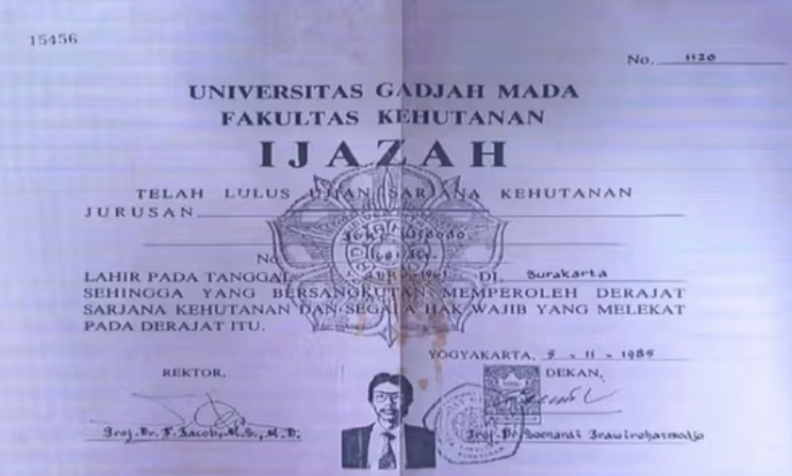 15456
No. 1120
UNIVERSITAS GADJAH MADA
FAKULTAS KEHUTANAN
IJAZAH
TELAH LULUS UJIAN SARJANA KEHUTANAN
JURUSAN
No.
LAHIR PADA TANGGAL DI Surakarta
SEHINGGA YANG BERSANGKUTAN MEMPEROLEH DERAJAT
SARJANA KEHUTANAN DAN SEGALA HAK WAJIB YANG MELEKAT
PADA DERAJAT ITU.
YOGYAKARTA, 5 - 11 - 1985
REKTOR, DEKAN,
Prof. Dr. T. Jacob, M.S., M.D. Prof. Dr. Soenardi Prawirohatmodjo